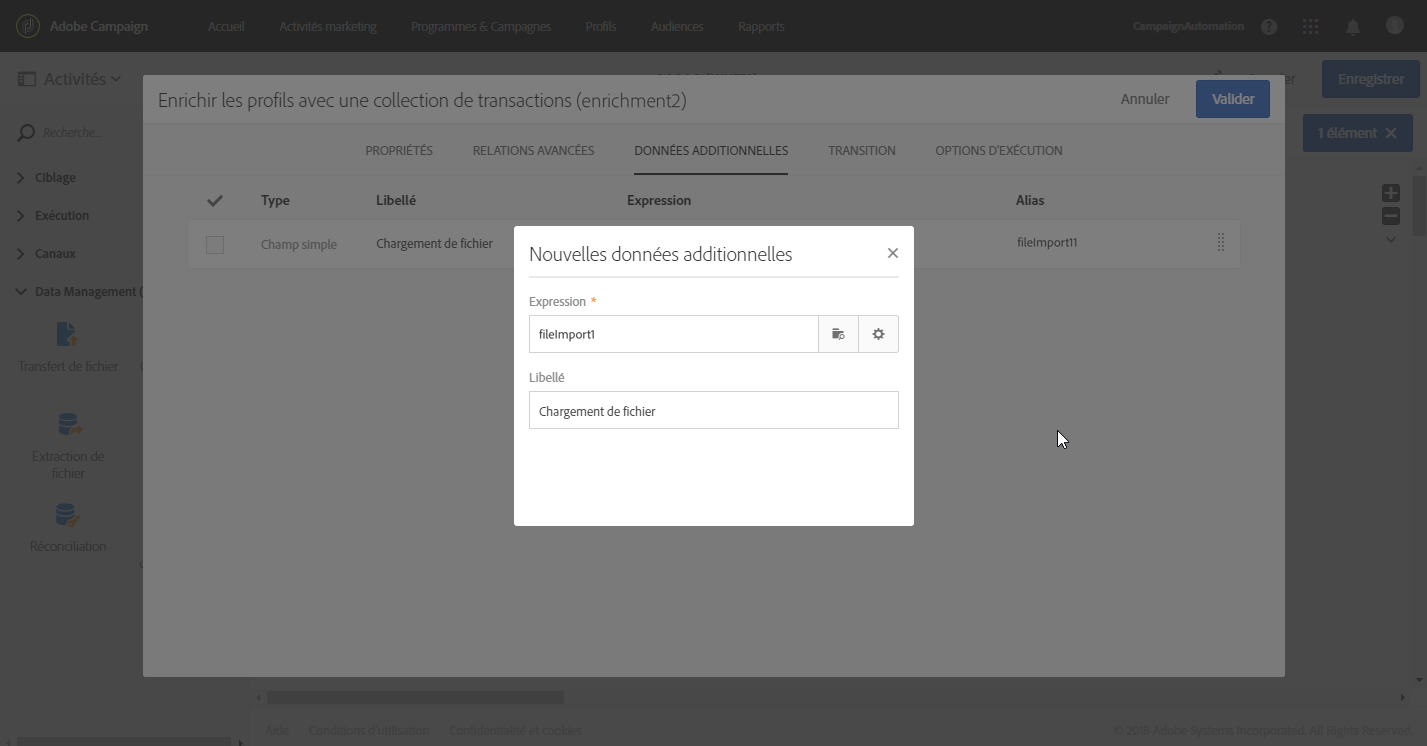 Adobe Campaign Accueil Activités marketing Programmes & Campagnes Profils Audiences Rapports CampaignAutomation
Activités
Enregistrer
Enrichir les profils avec une collection de transactions (enrichment2) Annuler Valider
Recherche... 1 élément
PROPRIÉTÉS RELATIONS AVANCÉES DONNÉES ADDITIONNELLES TRANSITION OPTIONS D'EXÉCUTION
Ciblage
Type Libellé Expression Alias
Exécution
Champ simple Chargement de fichier fileImport11
Canaux
Nouvelles données additionnelles
Data Management (
Expression *
fileImport1
Transfert de fichier
Libellé
Chargement de fichier
Extraction de
fichier
Réconciliation
Aide Conditions d'utilisation Confidentialité et cookies © 2018 Adobe Systems Incorporated. All Rights Reserved.